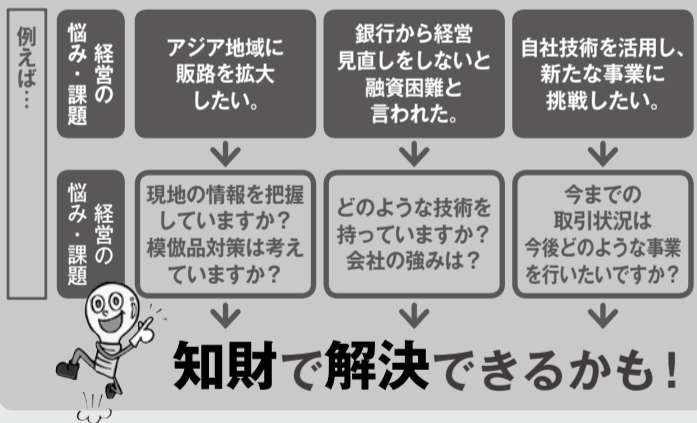 例えば…
経営の
悩み・課題
アジア地域に
販路を拡大
したい。
銀行から経営
見直しをしないと
融資困難と
言われた。
自社技術を活用し、
新たな事業に
挑戦したい。
経営の
悩み・課題
現地の情報を把握
していますか？
模倣品対策は考え
ていますか？
どのような技術を
持っていますか？
会社の強みは？
今までの
取引状況は
今後どのような事業
を行いたいですか？
知財で解決できるかも！